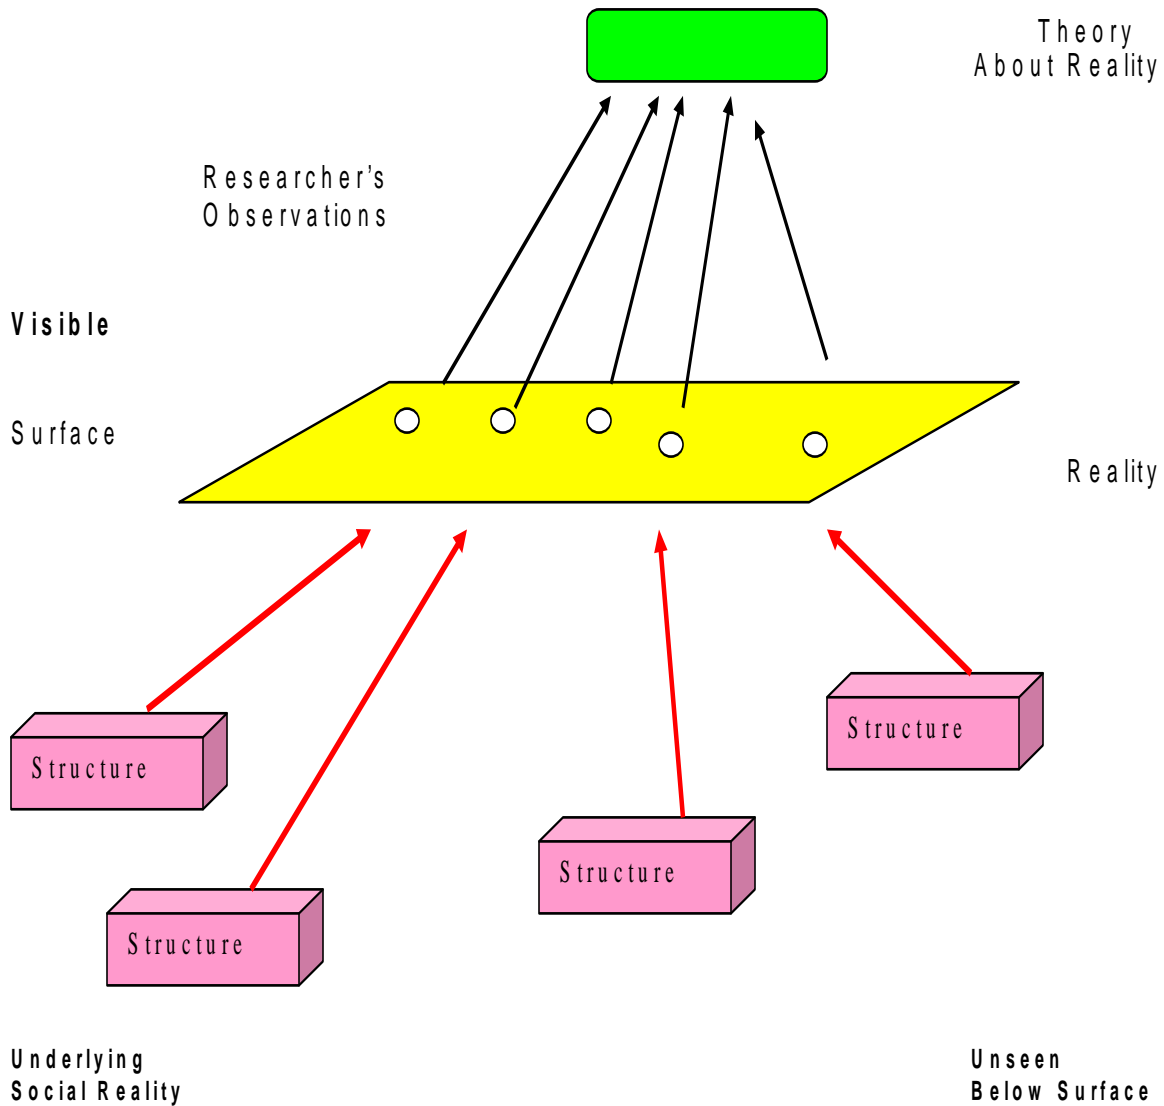 Theory
About Reality
Researcher's
Observations
Visible
Surface
Reality
Structure
Structure
Structure
Structure
Underlying
Social Reality
Unseen
Below Surface